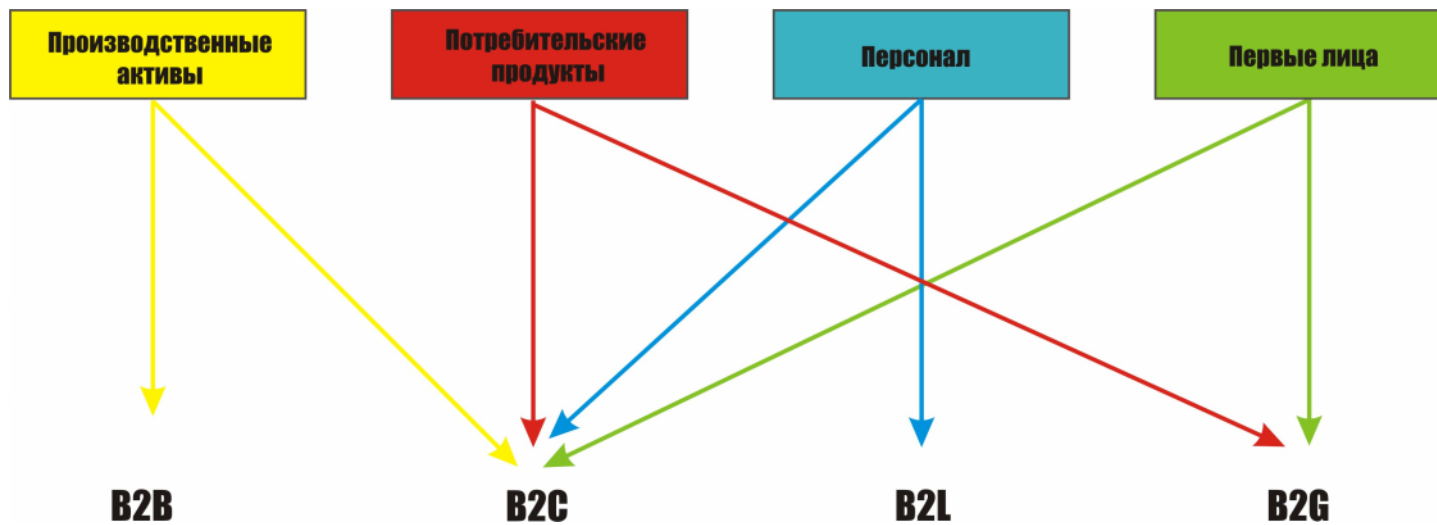 Производственные
активы
Потребительские
продукты
Персонал
Первые лица
B2B
B2C
B2L
B2G